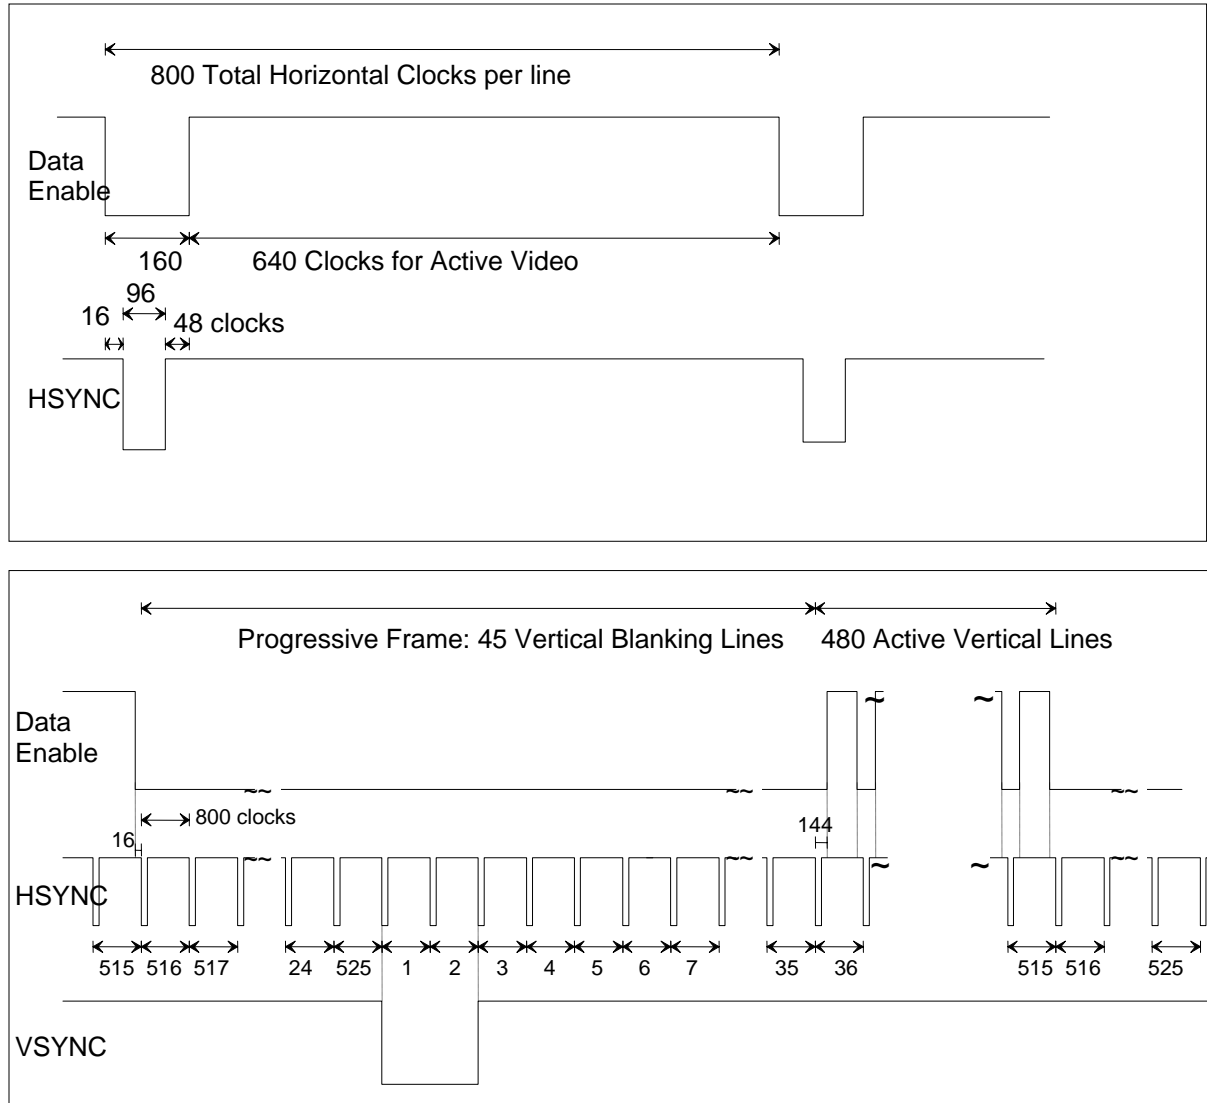 800 Total Horizontal Clocks per line
Data
Enable
160
640 Clocks for Active Video
96
16
48 clocks
HSYNC
Progressive Frame: 45 Vertical Blanking Lines
480 Active Vertical Lines
Data
Enable
800 clocks
16
144
~~
~~
~
~
~~
HSYNC
~~
~~
~
~
~~
515 516 517 24 525 1 2 3 4 5 6 7 35 36 515 516 525
VSYNC